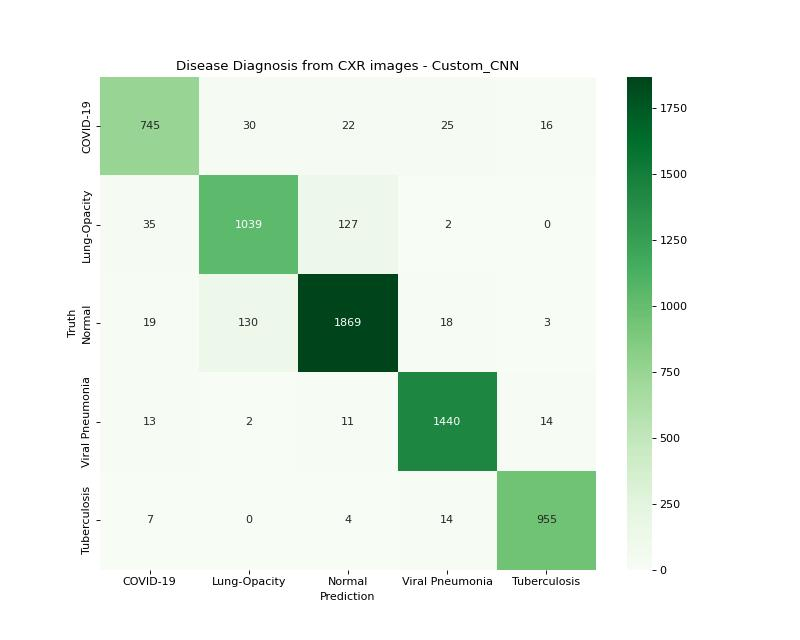 Disease Diagnosis from CXR images - Custom_CNN
Truth
COVID-19
745 30 22 25 16
Lung-Opacity
35 1039 127 2 0
Normal
19 130 1869 18 3
Viral Pneumonia
13 2 11 1440 14
Tuberculosis
7 0 4 14 955
COVID-19 Lung-Opacity Normal Viral Pneumonia Tuberculosis
Prediction
1750
1500
1250
1000
750
500
250
0